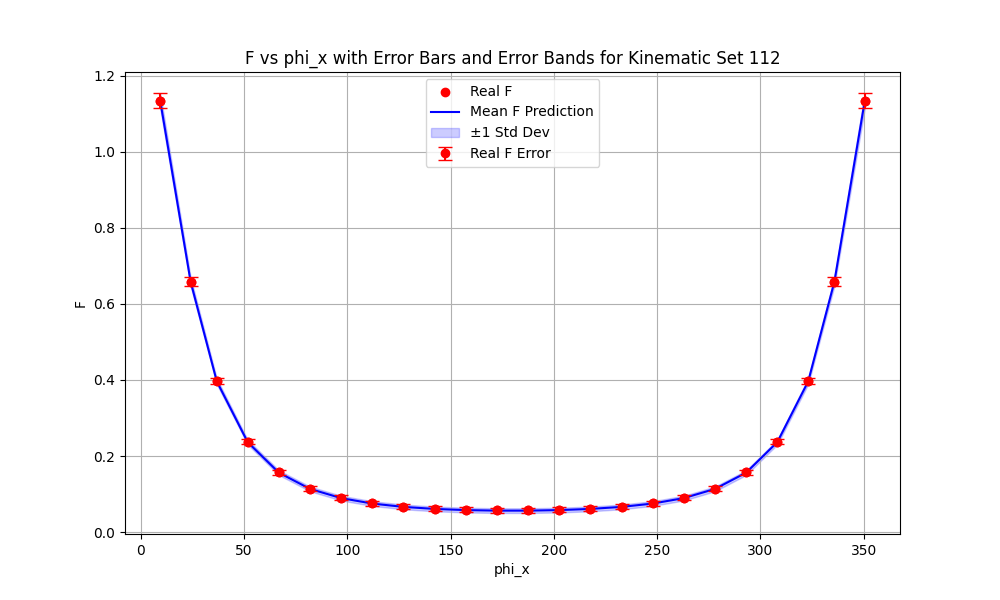 F vs phi_x with Error Bars and Error Bands for Kinematic Set 112
Real F
Mean F Prediction
±1 Std Dev
Real F Error
1.2
1.0
0.8
0.6
0.4
0.2
0.0
F
0 50 100 150 200 250 300 350
phi_x